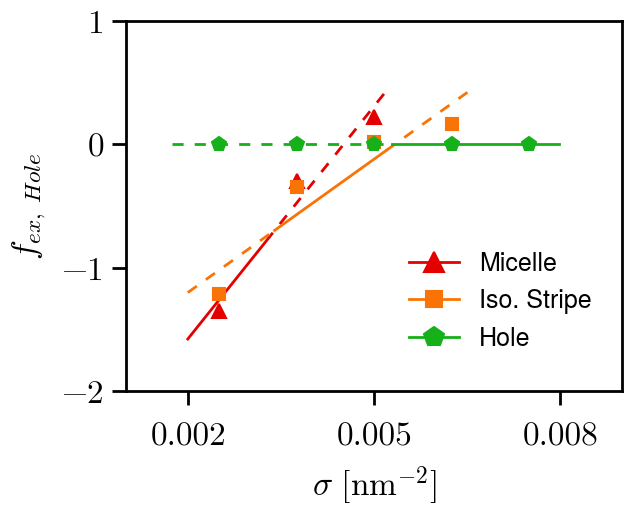 1
0
−1
−2
f_{ex, Hole}
Micelle
Iso. Stripe
Hole
0.002 0.005 0.008
σ [nm⁻²]